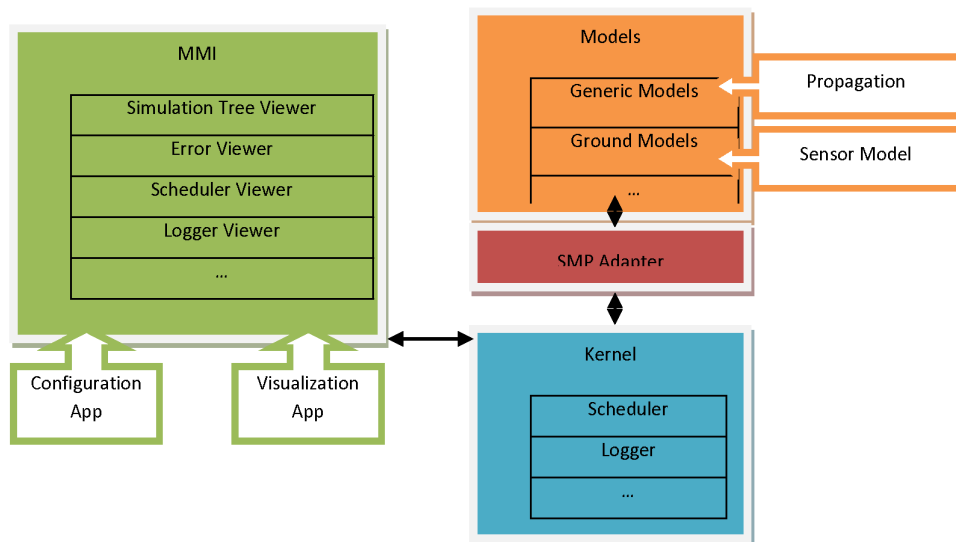 MMI
Simulation Tree Viewer
Error Viewer
Scheduler Viewer
Logger Viewer
...
Configuration
App
Visualization
App
Models
Generic Models
Ground Models
...
Propagation
Sensor Model
SMP Adapter
Kernel
Scheduler
Logger
...